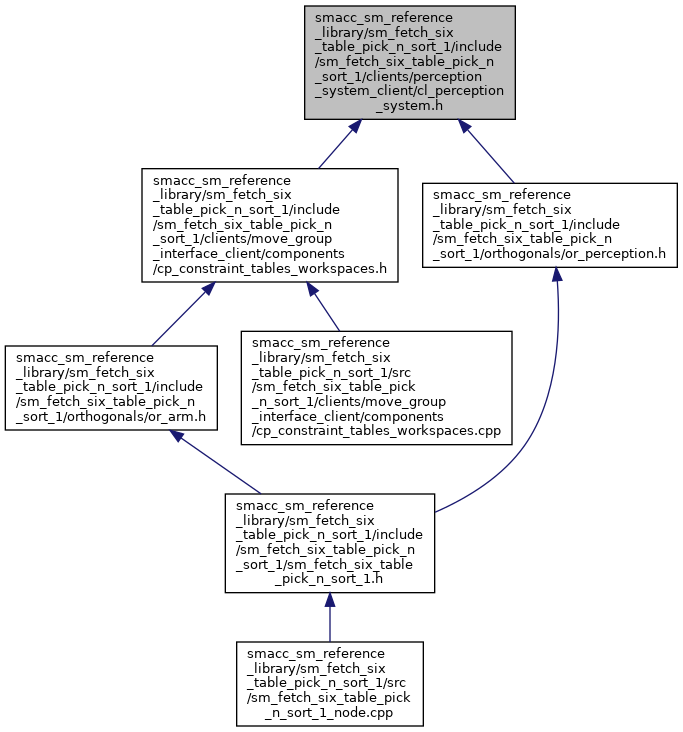 smacc_sm_reference
_library/sm_fetch_six
_table_pick_n_sort_1/include
/sm_fetch_six_table_pick_n
_sort_1/clients/perception
_system_client/cl_perception
_system.h
smacc_sm_reference
_library/sm_fetch_six
_table_pick_n_sort_1/include
/sm_fetch_six_table_pick_n
_sort_1/clients/move_group
_interface_client/components
/cp_constraint_tables_workspaces.h
smacc_sm_reference
_library/sm_fetch_six
_table_pick_n_sort_1/include
/sm_fetch_six_table_pick_n
_sort_1/orthogonals/or_perception.h
smacc_sm_reference
_library/sm_fetch_six
_table_pick_n_sort_1/include
/sm_fetch_six_table_pick_n
_sort_1/orthogonals/or_arm.h
smacc_sm_reference
_library/sm_fetch_six
_table_pick_n_sort_1/src
/sm_fetch_six_table_pick
_n_sort_1/clients/move_group
_interface_client/components
/cp_constraint_tables_workspaces.cpp
smacc_sm_reference
_library/sm_fetch_six
_table_pick_n_sort_1/include
/sm_fetch_six_table_pick_n
_sort_1/sm_fetch_six_table
_pick_n_sort_1.h
smacc_sm_reference
_library/sm_fetch_six
_table_pick_n_sort_1/src
/sm_fetch_six_table_pick
_n_sort_1_node.cpp